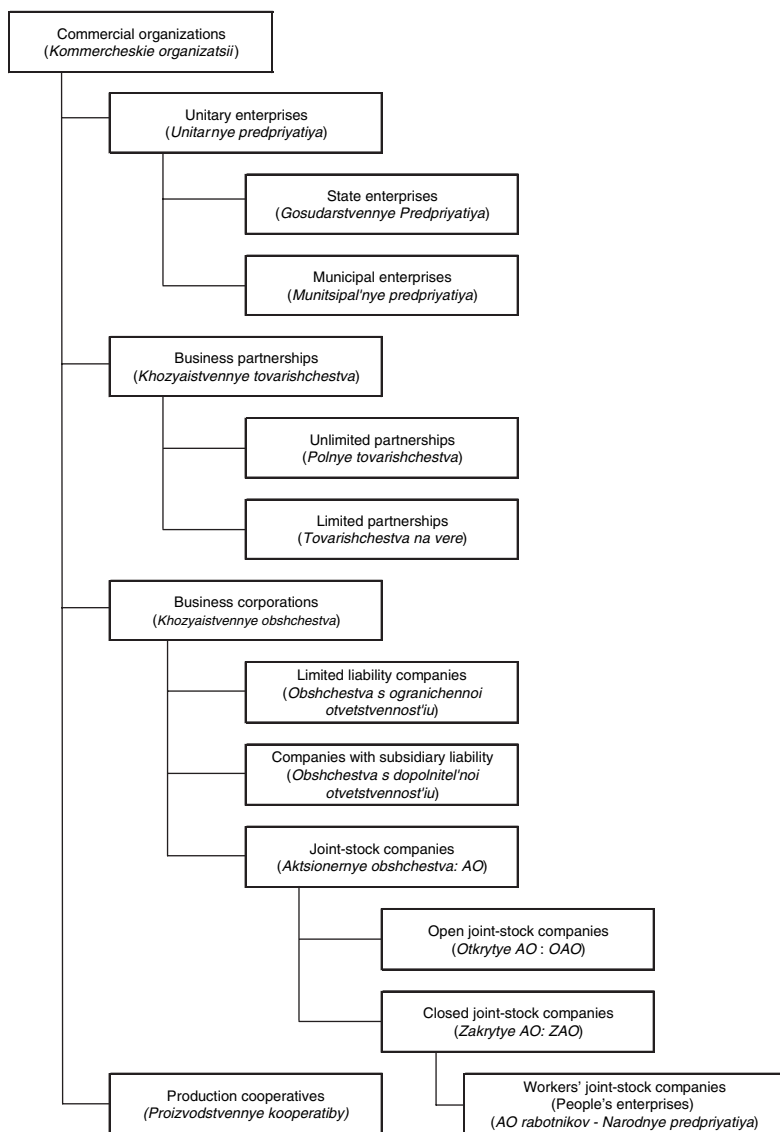 Commercial organizations
(Kommercheskie organizatsii)
Unitary enterprises
(Unitarnye predpriyatiya)
State enterprises
(Gosudarstvennye Predpriyatiya)
Municipal enterprises
(Munitsipal'nye predpriyatiya)
Business partnerships
(Khozyaistvennye tovarishchestva)
Unlimited partnerships
(Polnye tovarishchestva)
Limited partnerships
(Tovarishchestva na vere)
Business corporations
(Khozyaistvennye obshchestva)
Limited liability companies
(Obshchestva s ogranichennoi
otvetstvennost'iu)
Companies with subsidiary liability
(Obshchestva s dopolnitel'noi
otvetstvennost'iu)
Joint-stock companies
(Aktsionernye obshchestva: AO)
Open joint-stock companies
(Otkrytye AO : OAO)
Closed joint-stock companies
(Zakrytye AO: ZAO)
Workers' joint-stock companies
(People's enterprises)
(AO rabotnikov - Narodnye predpriyatiya)
Production cooperatives
(Proizvodstvennye kooperatiby)